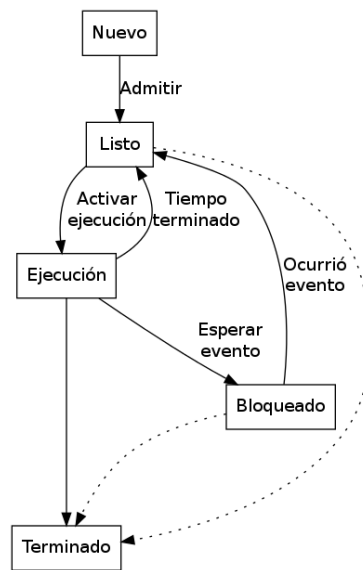 Nuevo
Admitir
Listo
Activar
ejecución
Tiempo
terminado
Ejecución
Ocurrió
evento
Esperar
evento
Bloqueado
Terminado